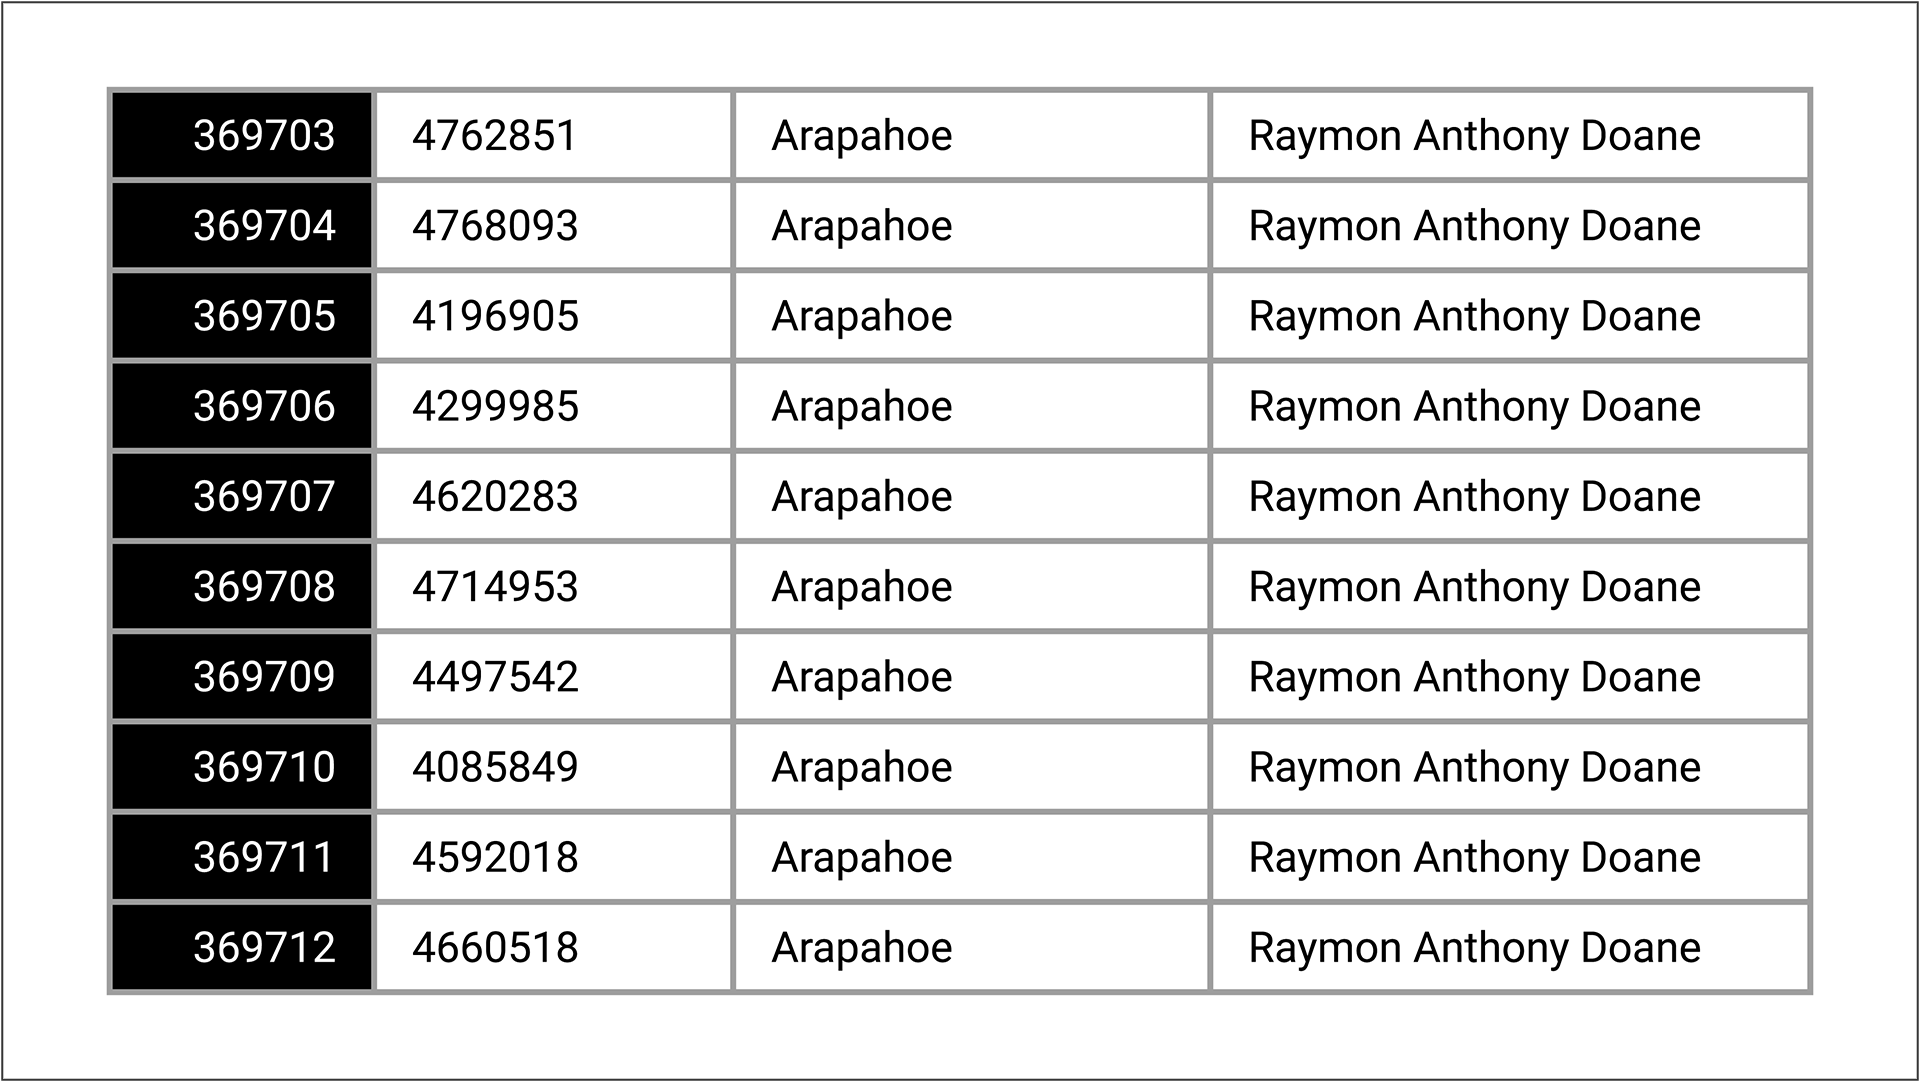 369703 4762851 Arapahoe Raymon Anthony Doane
369704 4768093 Arapahoe Raymon Anthony Doane
369705 4196905 Arapahoe Raymon Anthony Doane
369706 4299985 Arapahoe Raymon Anthony Doane
369707 4620283 Arapahoe Raymon Anthony Doane
369708 4714953 Arapahoe Raymon Anthony Doane
369709 4497542 Arapahoe Raymon Anthony Doane
369710 4085849 Arapahoe Raymon Anthony Doane
369711 4592018 Arapahoe Raymon Anthony Doane
369712 4660518 Arapahoe Raymon Anthony Doane